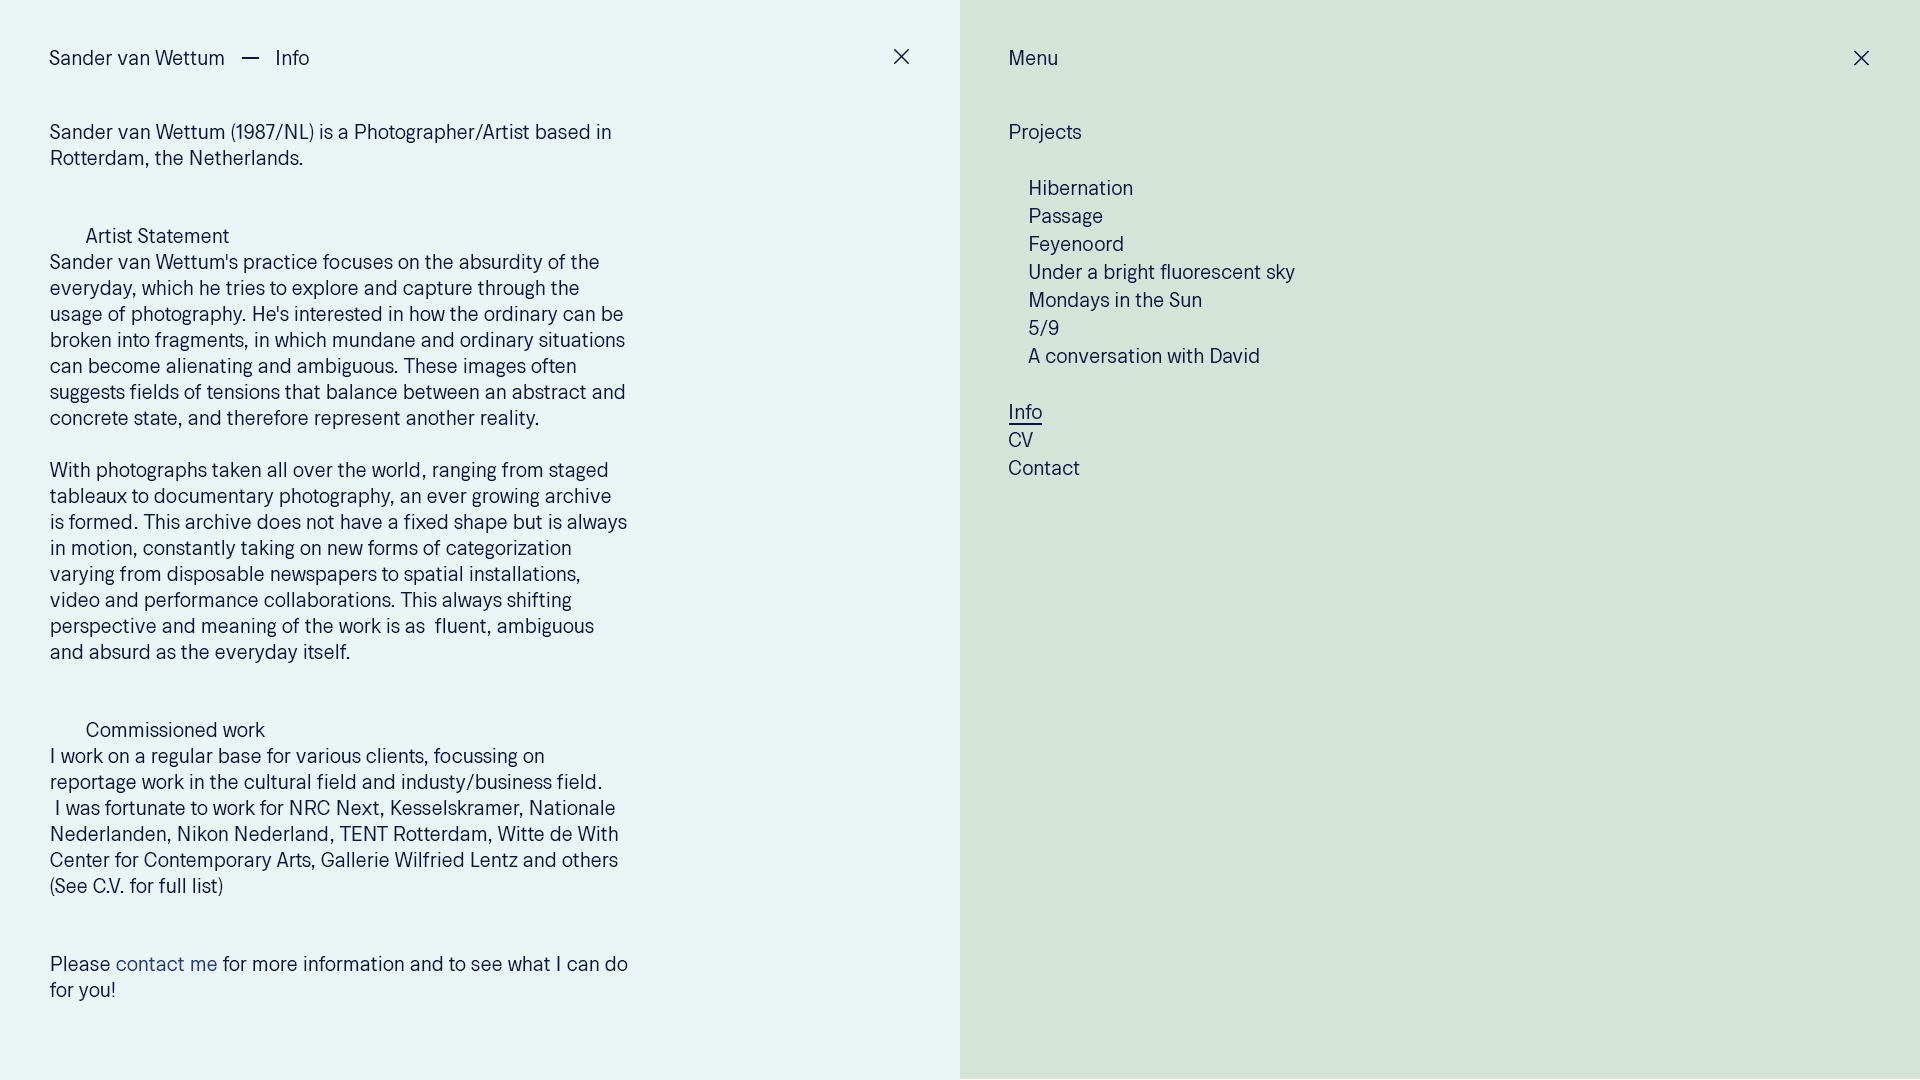 Sander van Wettum — Info
Sander van Wettum (1987/NL) is a Photographer/Artist based in
Rotterdam, the Netherlands.
Artist Statement
Sander van Wettum's practice focuses on the absurdity of the
everyday, which he tries to explore and capture through the
usage of photography. He's interested in how the ordinary can be
broken into fragments, in which mundane and ordinary situations
can become alienating and ambiguous. These images often
suggests fields of tensions that balance between an abstract and
concrete state, and therefore represent another reality.
With photographs taken all over the world, ranging from staged
tableaux to documentary photography, an ever growing archive
is formed. This archive does not have a fixed shape but is always
in motion, constantly taking on new forms of categorization
varying from disposable newspapers to spatial installations,
video and performance collaborations. This always shifting
perspective and meaning of the work is as  fluent, ambiguous
and absurd as the everyday itself.
Commissioned work
I work on a regular base for various clients, focussing on
reportage work in the cultural field and industy/business field.
I was fortunate to work for NRC Next, Kesselskramer, Nationale
Nederlanden, Nikon Nederland, TENT Rotterdam, Witte de With
Center for Contemporary Arts, Gallerie Wilfried Lentz and others
(See C.V. for full list)
Please contact me for more information and to see what I can do
for you!
Menu
Projects
Hibernation
Passage
Feyenoord
Under a bright fluorescent sky
Mondays in the Sun
5/9
A conversation with David
Info
CV
Contact